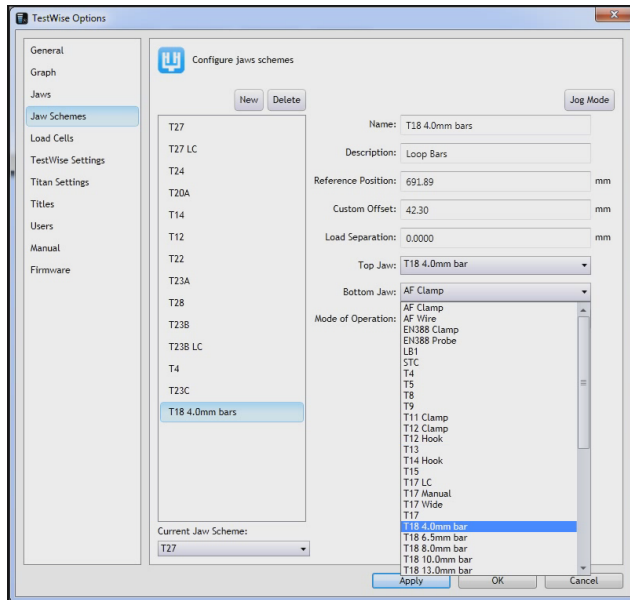 TestWise Options
General
Graph
Jaws
Jaw Schemes
Load Cells
TestWise Settings
Titan Settings
Titles
Users
Manual
Firmware
Configure jaws schemes
New
Delete
Jog Mode
T27
T27 LC
T24
T20A
T14
T12
T22
T23A
T28
T23B
T23B LC
T4
T23C
T18 4.0mm bars
Current Jaw Scheme:
T27
Name: T18 4.0mm bars
Description: Loop Bars
Reference Position: 691.89 mm
Custom Offset: 42.30 mm
Load Separation: 0.0000 mm
Top Jaw: T18 4.0mm bar
Bottom Jaw: AF Clamp
Mode of Operation:
AF Clamp
AF Wire
EN388 Clamp
EN388 Probe
LB1
STC
T4
T5
T8
T9
T11 Clamp
T12 Clamp
T12 Hook
T13
T14 Hook
T15
T17 LC
T17 Manual
T17 Wide
T17
T18 4.0mm bar
T18 6.5mm bar
T18 8.0mm bar
T18 10.0mm bar
T18 13.0mm bar
Apply
OK
Cancel